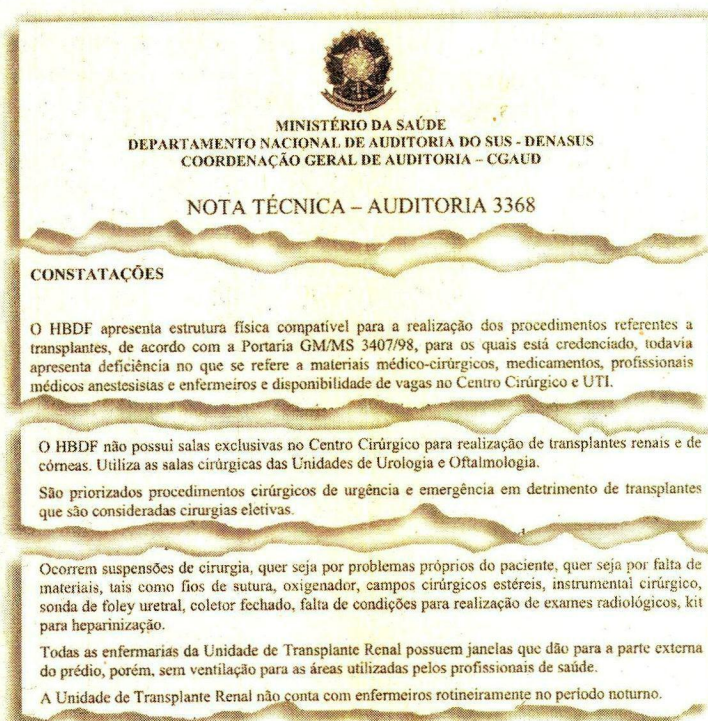 MINISTÉRIO DA SAÚDE
DEPARTAMENTO NACIONAL DE AUDITORIA DO SUS - DENASUS
COORDENAÇÃO GERAL DE AUDITORIA – CGAUD
NOTA TÉCNICA – AUDITORIA 3368
CONSTATAÇÕES
O HBDF apresenta estrutura física compatível para a realização dos procedimentos referentes a
transplantes, de acordo com a Portaria GM/MS 3407/98, para os quais está credenciado, todavia
apresenta deficiência no que se refere a materiais médico-cirúrgicos, medicamentos, profissionais
médicos anestesistas e enfermeiros e disponibilidade de vagas no Centro Cirúrgico e UTI.
O HBDF não possui salas exclusivas no Centro Cirúrgico para realização de transplantes renais e de
córneas. Utiliza as salas cirúrgicas das Unidades de Urologia e Oftalmologia.
São priorizados procedimentos cirúrgicos de urgência e emergência em detrimento de transplantes
que são consideradas cirurgias eletivas.
Ocorrem suspensões de cirurgia, quer seja por problemas próprios do paciente, quer seja por falta de
materiais, tais como fios de sutura, oxigenador, campos cirúrgicos estéreis, instrumental cirúrgico,
sonda de foley uretral, coletor fechado, falta de condições para realização de exames radiológicos, kit
para heparinização.
Todas as enfermarias da Unidade de Transplante Renal possuem janelas que dão para a parte externa
do prédio, porém, sem ventilação para as áreas utilizadas pelos profissionais de saúde.
A Unidade de Transplante Renal não conta com enfermeiros rotineiramente no período noturno.